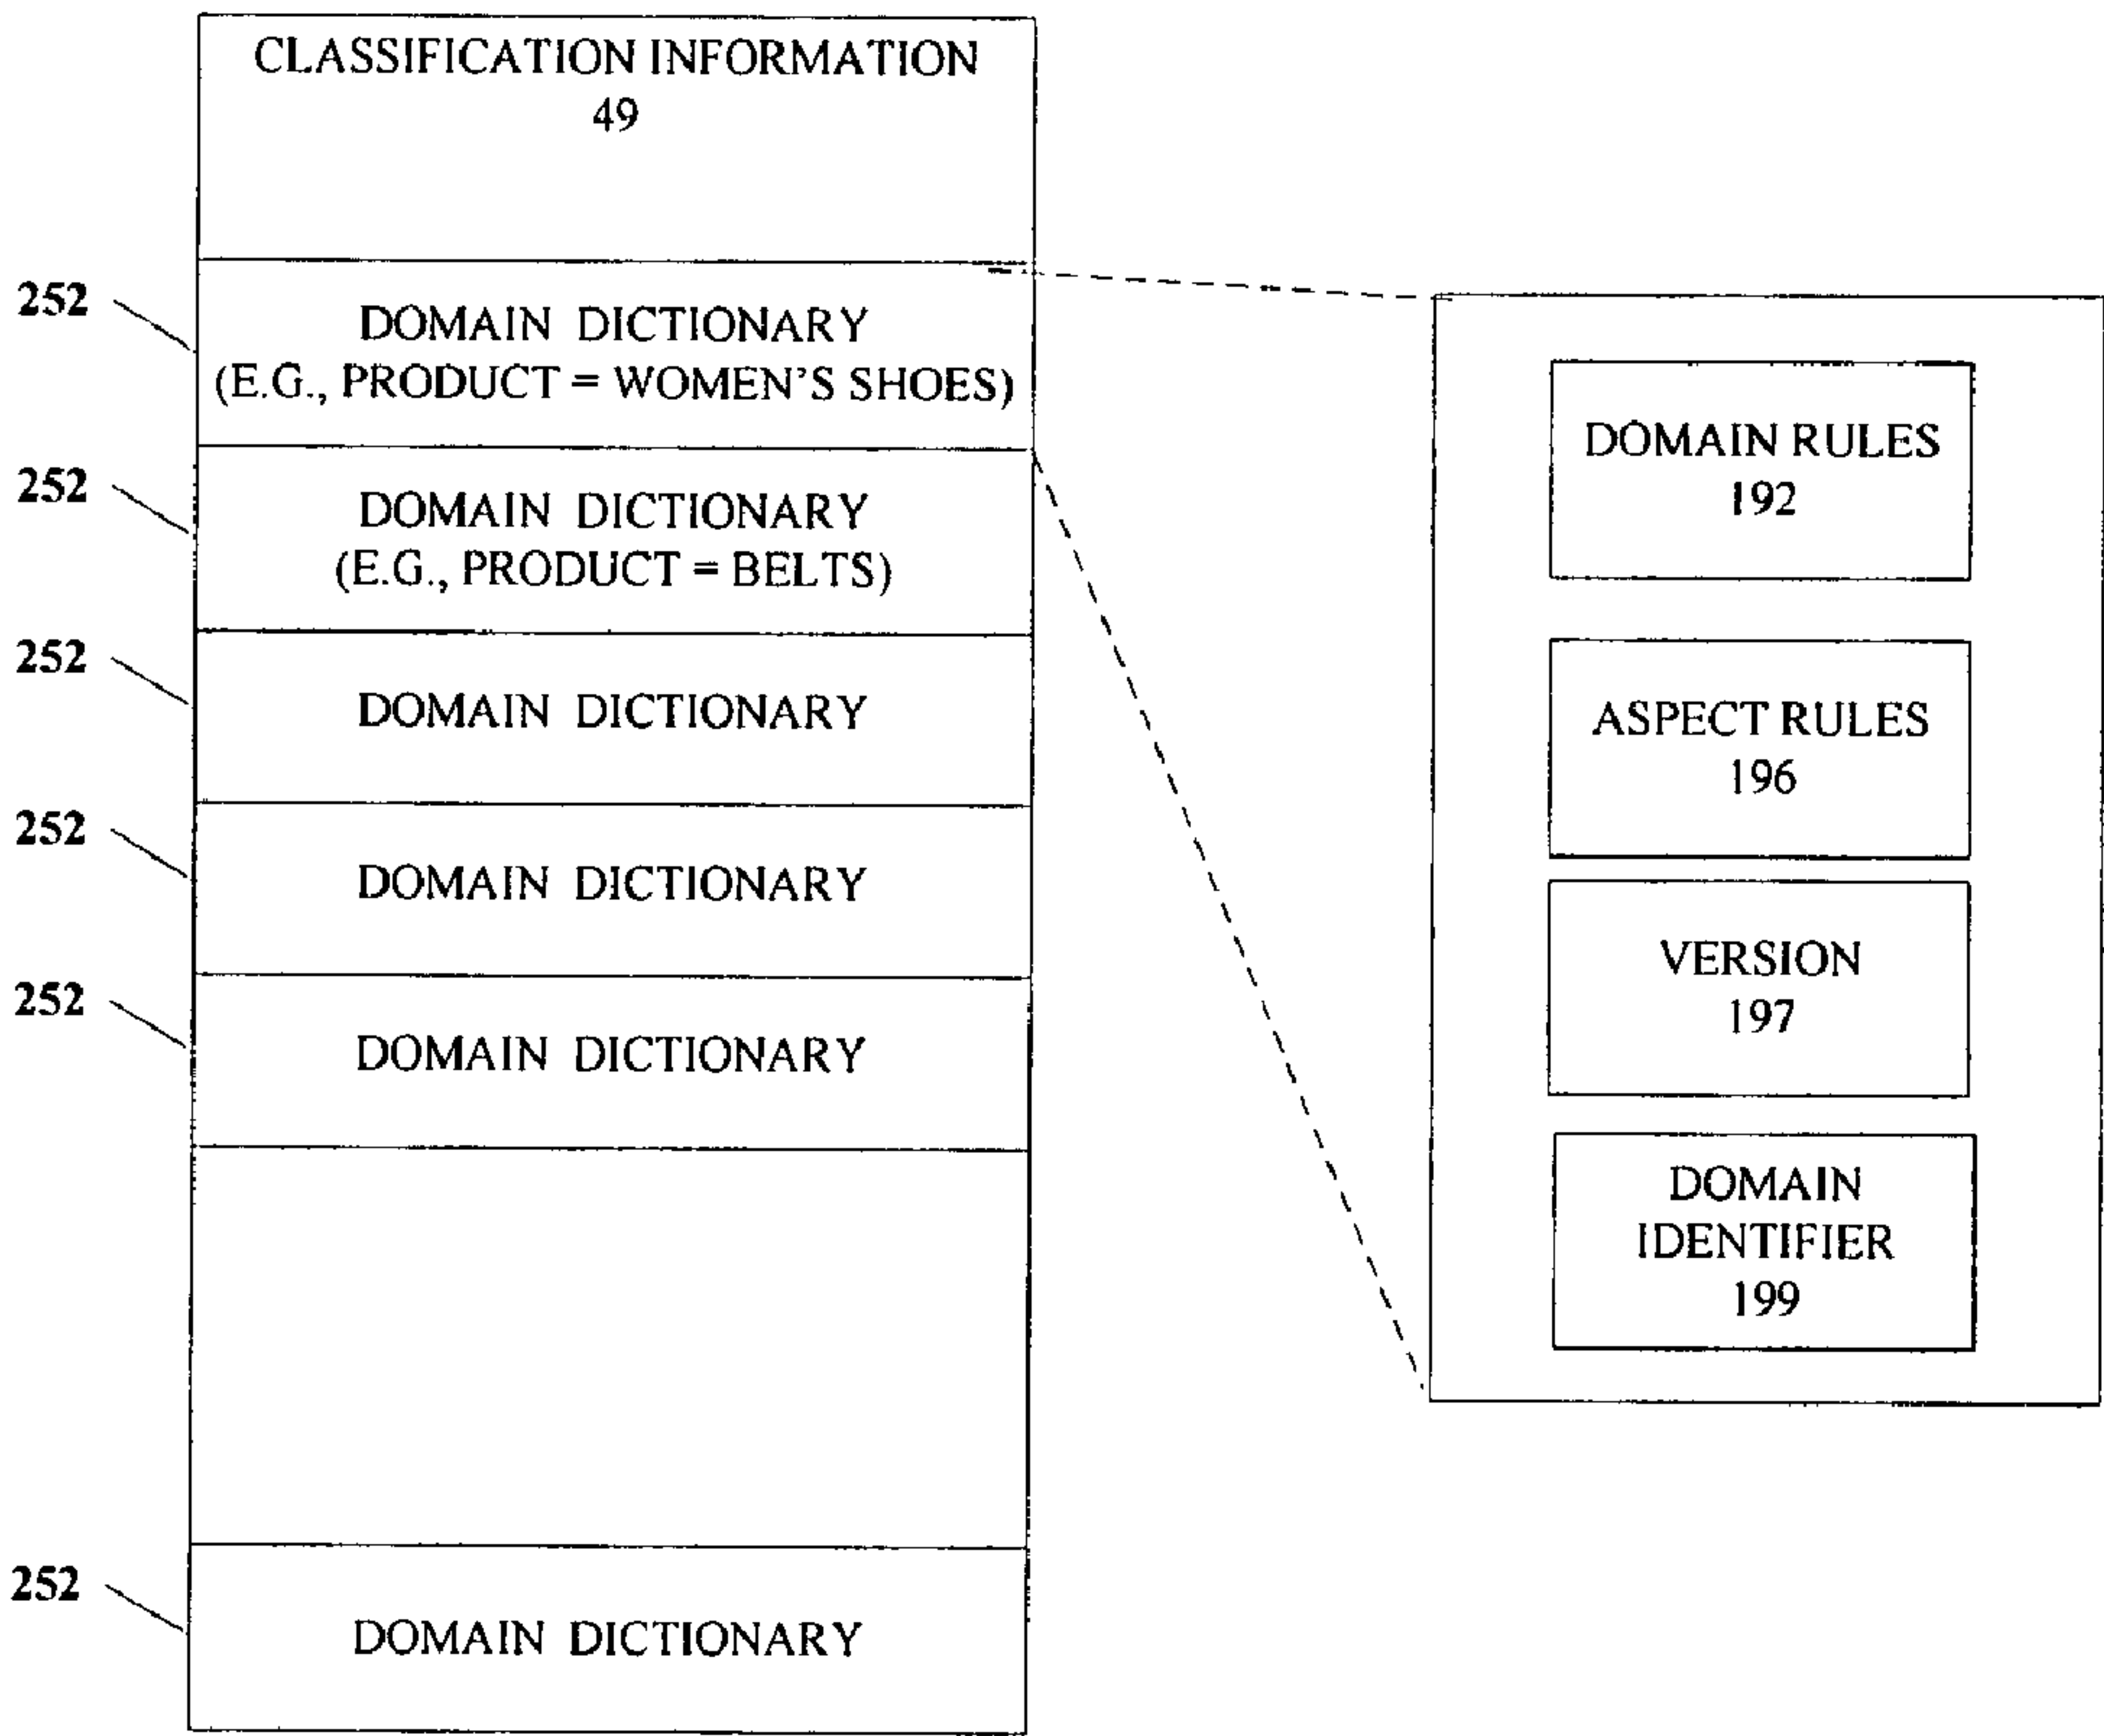 CLASSIFICATION INFORMATION
49
252
DOMAIN DICTIONARY
(E.G., PRODUCT = WOMEN'S SHOES)
252
DOMAIN DICTIONARY
(E.G., PRODUCT = BELTS)
252
DOMAIN DICTIONARY
252
DOMAIN DICTIONARY
252
DOMAIN DICTIONARY
252
DOMAIN DICTIONARY
DOMAIN RULES
192
ASPECT RULES
196
VERSION
197
DOMAIN
IDENTIFIER
199